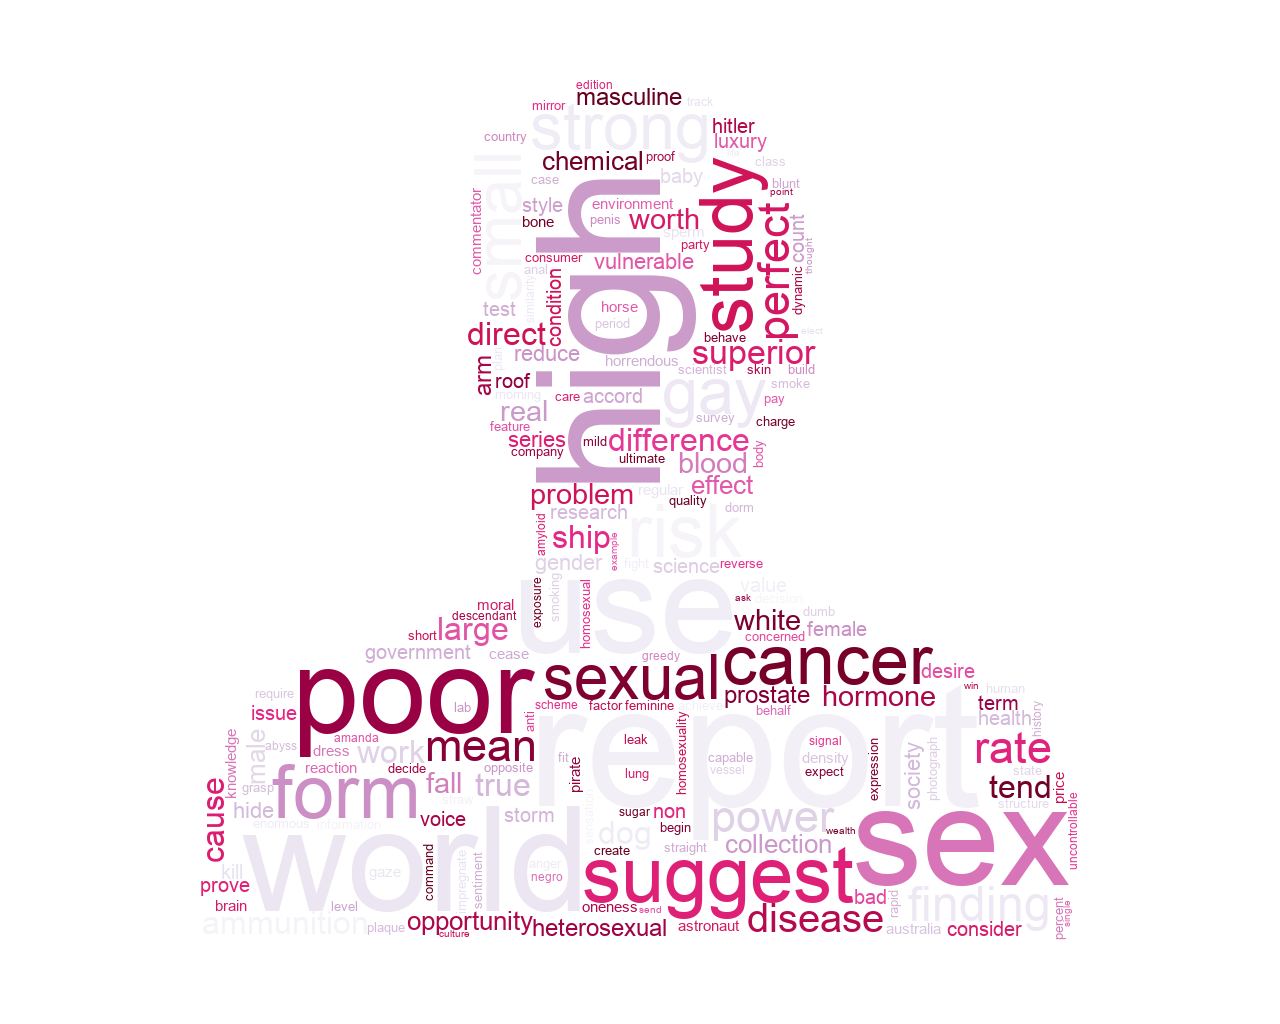 edition
masculine
track
mirror
strong
hitler
country
luxury
chemical
proof
class
small
case
baby
blunt
point
study
commentator
style
environment
perfect
high
bone
penis
worth
count
sperm
thought
party
consumer
vulnerable
anal
dynamic
condition
similarity
test
horse
period
direct
behave
eject
superior
reduce
plan
horrendous
arm
roof
scientist
skin
build
gay
smoke
morning
care
accord
pay
real
survey
charge
feature
series
mild
difference
company
ultimate
blood
body
problem
effect
regular
quality
research
dorm
amyloid
ship
risk
example
gender
fight
science
reverse
use
smoking
exposure
homosexual
value
ask
decision
moral
descendant
dumb
short
large
white
concerned
female
government
cease
greedy
cancer
poor
sexual
desire
require
prostate
hormone
win
human
issue
lab
scheme
factor
feminine
achieve
behalf
term
health
history
anti
report
knowledge
male
abyss
amanda
dress
work
mean
leak
homosexuality
signal
rate
reaction
decide
opposite
fit
capable
density
expression
society
photograph
state
grasp
form
fall
true
pirate
lung
vessel
expect
tend
price
straw
structure
hide
voice
storm
sugar
non
power
wealth
cause
enormous
information
dog
begin
collection
sex
uncontrollable
world
create
straight
kill
gaze
command
impregnate
sentiment
anger
negro
suggest
prove
bad
rapid
finding
brain
level
oneness
send
percent
single
ammunition
plaque
opportunity
culture
heterosexual
astronaut
disease
australia
consider